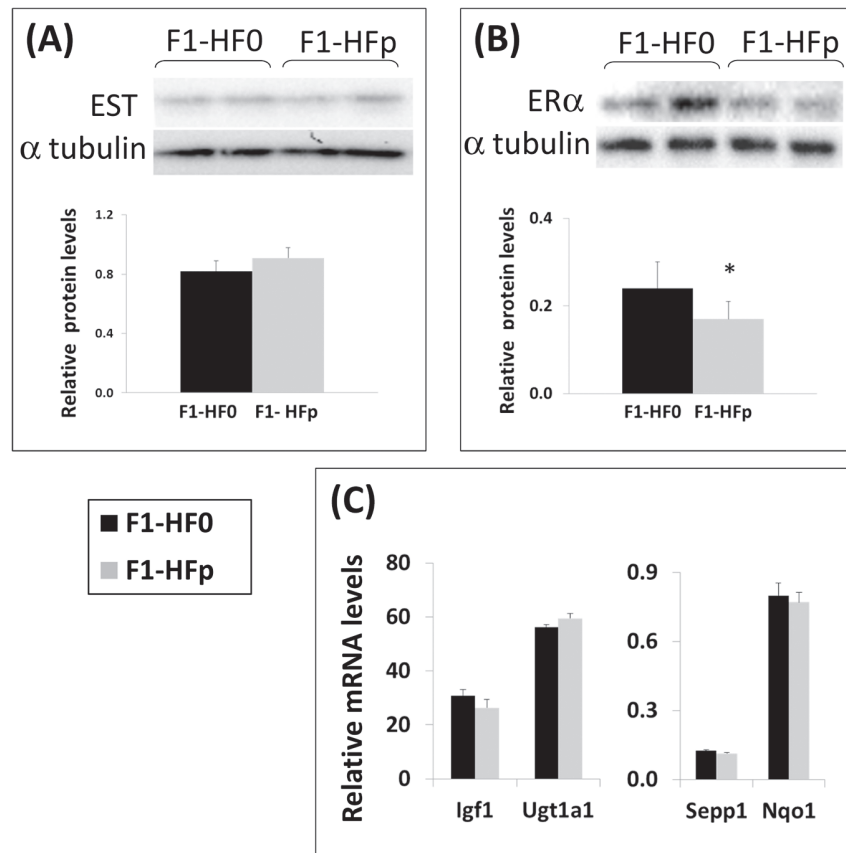 (A)
F1-HF0 F1-HFp
EST
α tubulin
Relative protein levels
1.2
0.8
0.4
0.0
F1-HF0 F1- HFp
(B)
F1-HF0 F1-HFp
ERα
α tubulin
Relative protein levels
0.4
0.2
0.0
*
F1-HF0 F1-HFp
F1-HF0
F1-HFp
(C)
Relative mRNA levels
80
60
40
20
0
Igf1 Ugt1a1
0.9
0.6
0.3
0.0
Sepp1 Nqo1